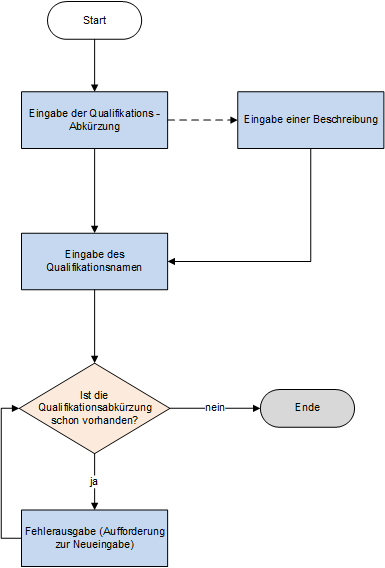 Start
Eingabe der Qualifikations -
Abkürzung
Eingabe einer Beschreibung
Eingabe des
Qualifikationsnamen
Ist die
Qualifikationsabkürzung
schon vorhanden?
nein
Ende
ja
Fehlerausgabe (Aufforderung
zur Neueingabe)